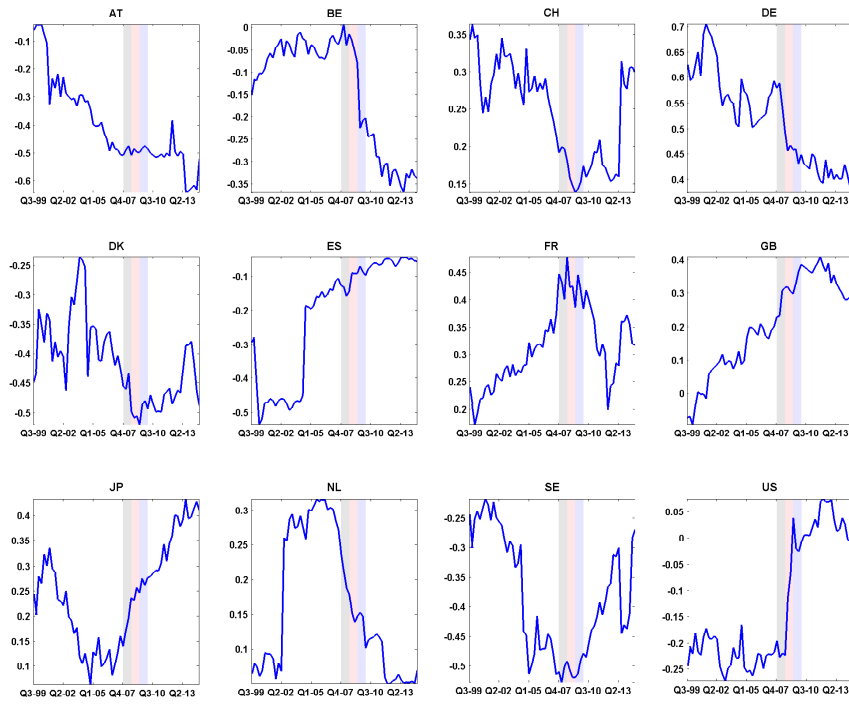 AT BE CH DE
-0.1 0 0.35 0.7
-0.2 -0.05 0.3 0.65
-0.3 -0.1 0.25 0.6
-0.4 -0.15 0.2 0.55
-0.5 -0.2 0.15 0.5
-0.6 -0.25 0.45
-0.3 0.4
-0.35
Q3-99 Q2-02 Q1-05 Q4-07 Q3-10 Q2-13 Q3-99 Q2-02 Q1-05 Q4-07 Q3-10 Q2-13 Q3-99 Q2-02 Q1-05 Q4-07 Q3-10 Q2-13 Q3-99 Q2-02 Q1-05 Q4-07 Q3-10 Q2-13
DK ES FR GB
-0.25 -0.1 0.45 0.4
-0.3 -0.2 0.4 0.3
-0.35 -0.3 0.35 0.2
-0.4 -0.4 0.3 0.1
-0.45 -0.5 0.25 0
-0.5 0.2
Q3-99 Q2-02 Q1-05 Q4-07 Q3-10 Q2-13 Q3-99 Q2-02 Q1-05 Q4-07 Q3-10 Q2-13 Q3-99 Q2-02 Q1-05 Q4-07 Q3-10 Q2-13 Q3-99 Q2-02 Q1-05 Q4-07 Q3-10 Q2-13
JP NL SE US
0.4 0.3 -0.25 0.05
0.35 0.25 -0.3 0
0.3 0.2 -0.35 -0.05
0.25 0.15 -0.4 -0.1
0.2 0.1 -0.45 -0.15
0.15 -0.5 -0.2
0.1 -0.25
Q3-99 Q2-02 Q1-05 Q4-07 Q3-10 Q2-13 Q3-99 Q2-02 Q1-05 Q4-07 Q3-10 Q2-13 Q3-99 Q2-02 Q1-05 Q4-07 Q3-10 Q2-13 Q3-99 Q2-02 Q1-05 Q4-07 Q3-10 Q2-13